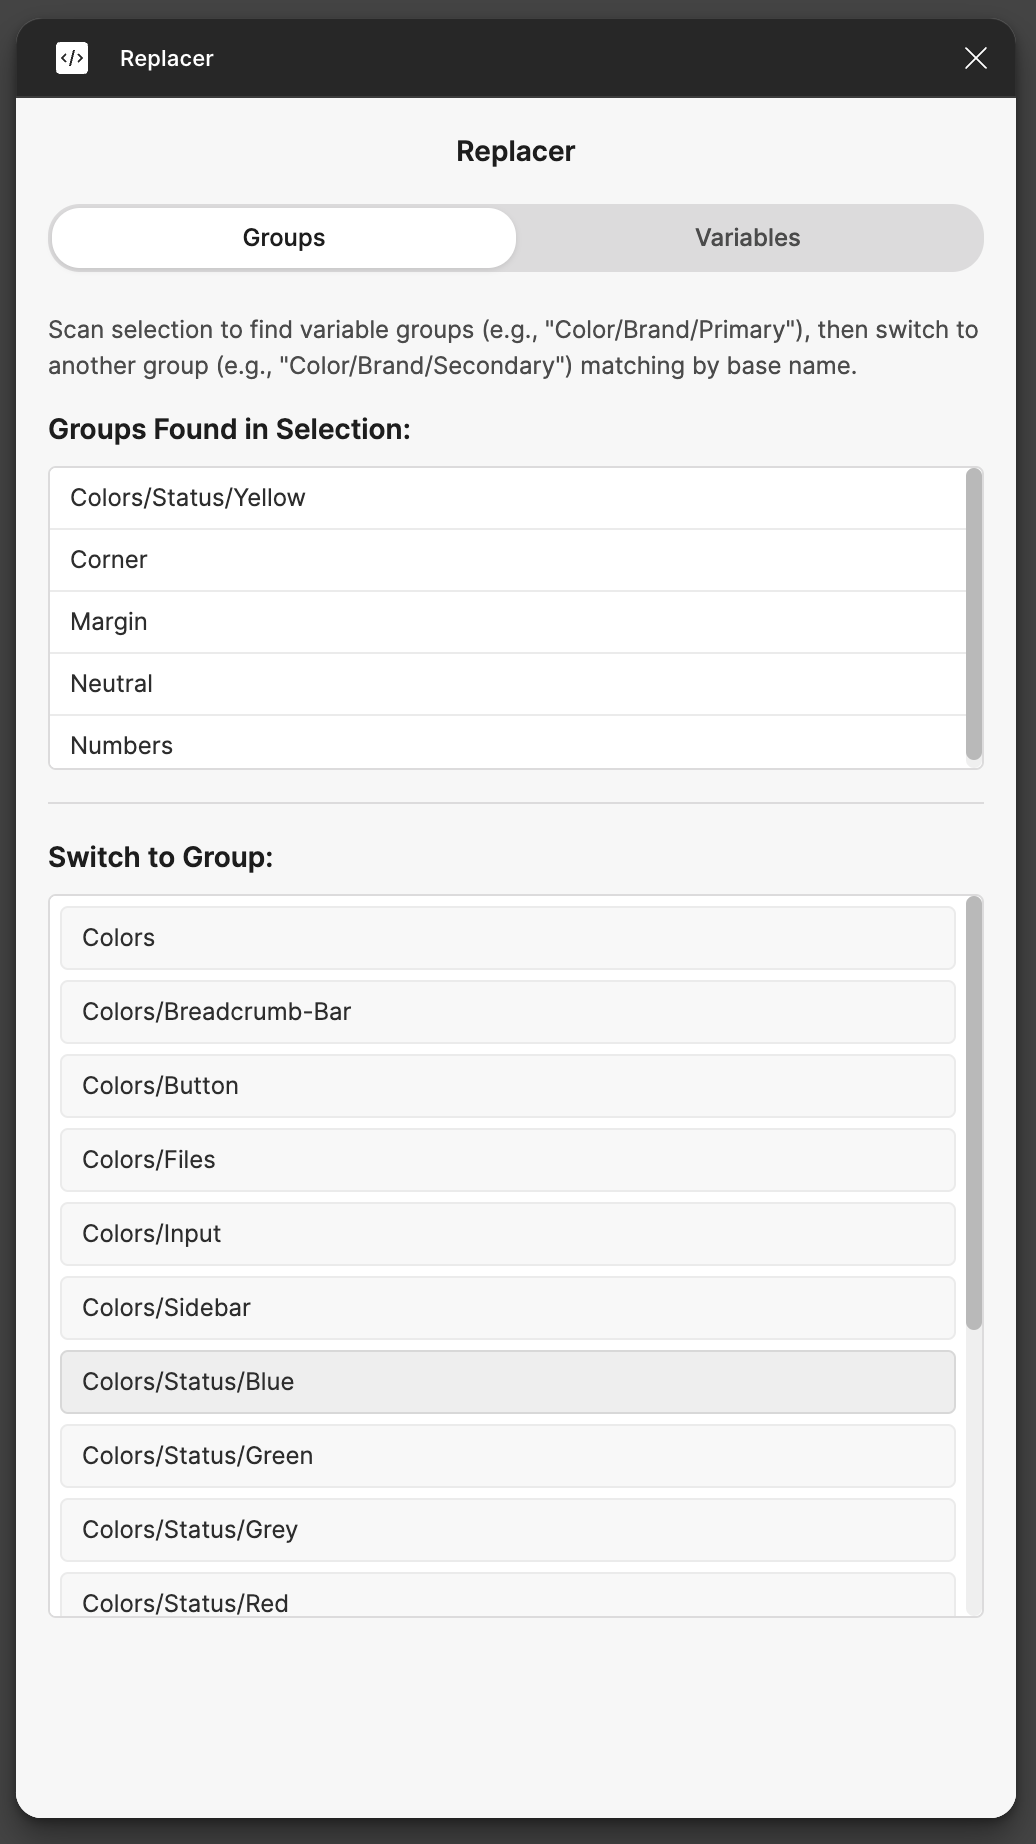 </> Replacer
Replacer
Groups Variables
Scan selection to find variable groups (e.g., "Color/Brand/Primary"), then switch to
another group (e.g., "Color/Brand/Secondary") matching by base name.
Groups Found in Selection:
Colors/Status/Yellow
Corner
Margin
Neutral
Numbers
Switch to Group:
Colors
Colors/Breadcrumb-Bar
Colors/Button
Colors/Files
Colors/Input
Colors/Sidebar
Colors/Status/Blue
Colors/Status/Green
Colors/Status/Grey
Colors/Status/Red